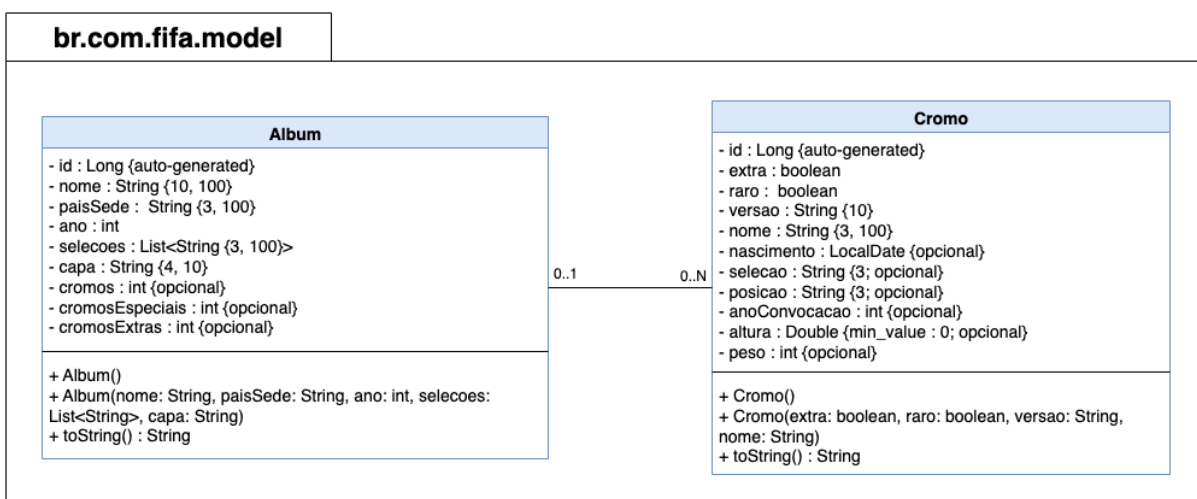 br.com.fifa.model
Album
- id : Long {auto-generated}
- nome : String {10, 100}
- paisSede :  String {3, 100}
- ano : int
- selecoes : List<String {3, 100}>
- capa : String {4, 10}
- cromos : int {opcional}
- cromosEspeciais : int {opcional}
- cromosExtras : int {opcional}
+ Album()
+ Album(nome: String, paisSede: String, ano: int, selecoes:
List<String>, capa: String)
+ toString() : String
0..1
0..N
Cromo
- id : Long {auto-generated}
- extra : boolean
- raro :  boolean
- versao : String {10}
- nome : String {3, 100}
- nascimento : LocalDate {opcional}
- selecao : String {3; opcional}
- posicao : String {3; opcional}
- anoConvocacao : int {opcional}
- altura : Double {min_value : 0; opcional}
- peso : int {opcional}
+ Cromo()
+ Cromo(extra: boolean, raro: boolean, versao: String,
nome: String)
+ toString() : String